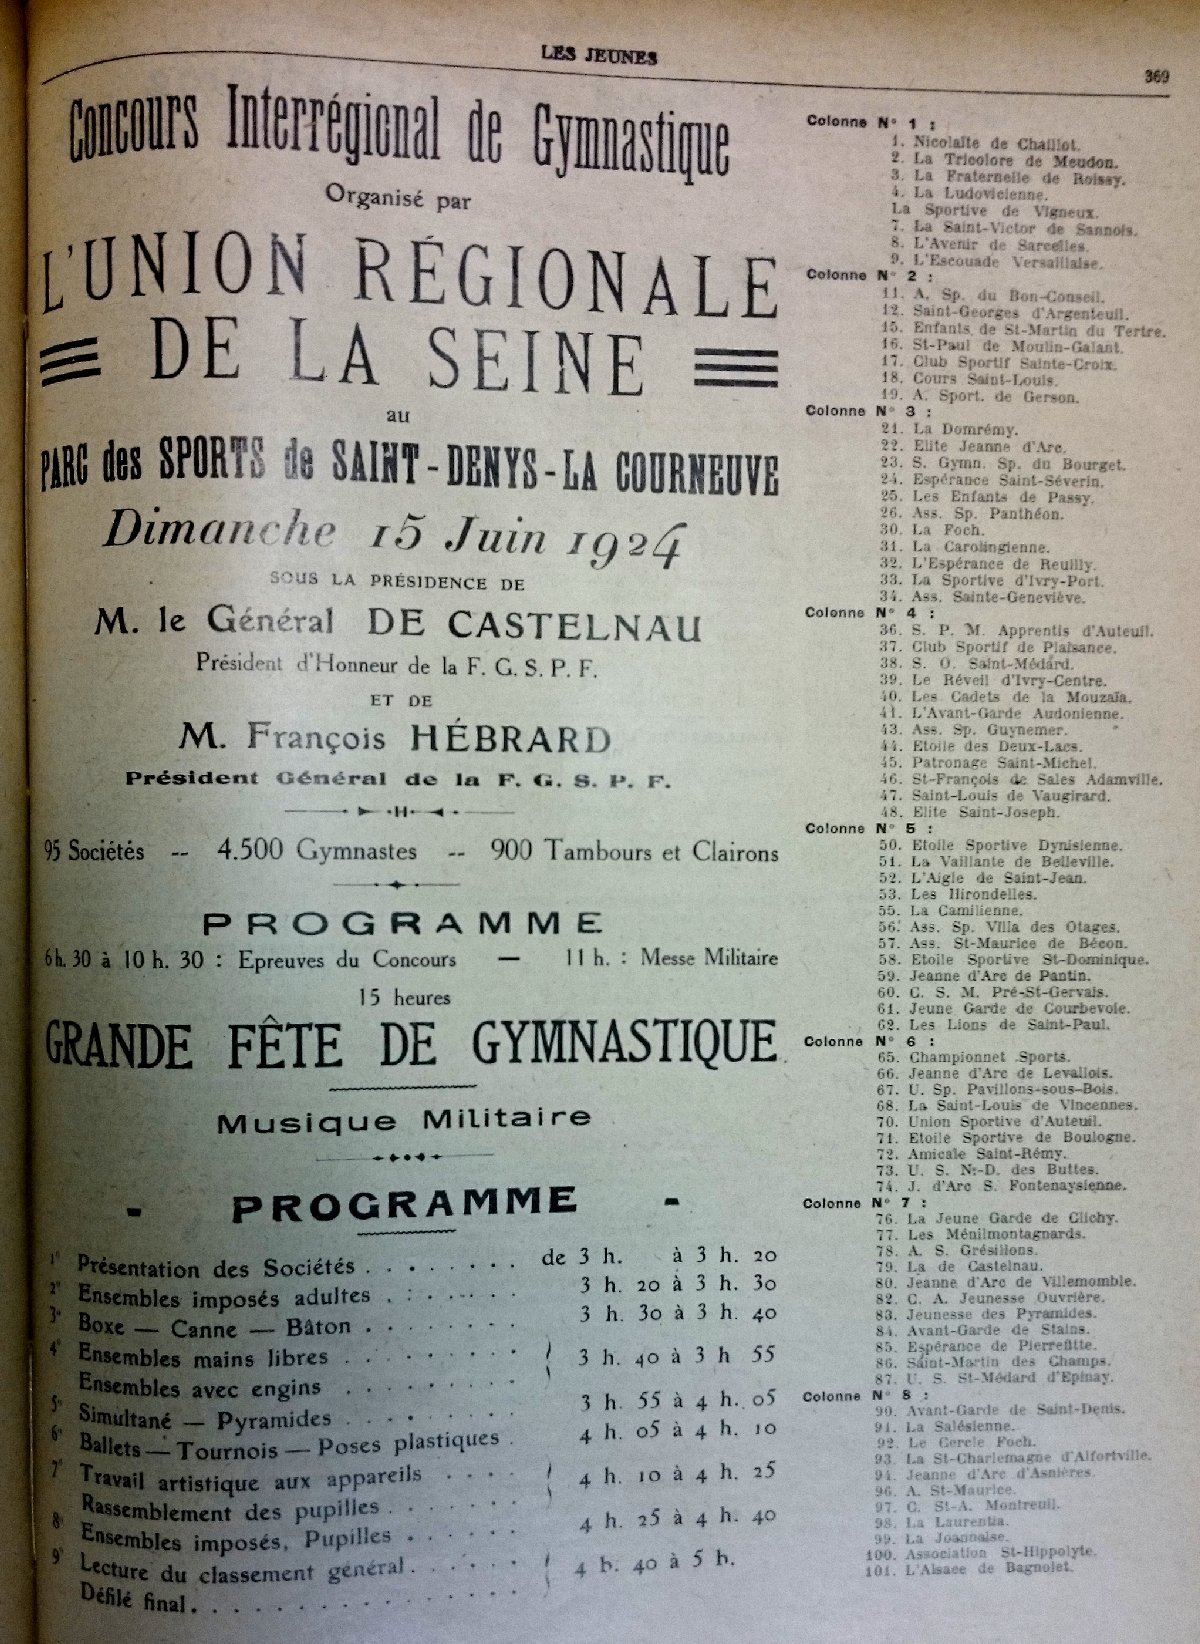 LES JEUNES
369
Concours Interrégional de Gymnastique
Organisé par
L'UNION RÉGIONALE
DE LA SEINE
au
PARC des SPORTS de SAINT-DENYS-LA COURNEUVE
Dimanche 15 Juin 1924
SOUS LA PRÉSIDENCE DE
M. le Général DE CASTELNAU
Président d'Honneur de la F. G. S. P. F.
ET DE
M. François HÉBRARD
Président Général de la F. G. S. P. F.
95 Sociétés -- 4.500 Gymnastes -- 900 Tambours et Clairons
PROGRAMME
6 h. 30 à 10 h. 30 : Epreuves du Concours — 11 h. : Messe Militaire
15 heures
GRANDE FÊTE DE GYMNASTIQUE
Musique Militaire
- PROGRAMME -
1° Présentation des Sociétés . . . . . . . . de 3 h. à 3 h. 20
2° Ensembles imposés adultes . . . . . . . 3 h. 20 à 3 h. 30
3° Boxe — Canne — Bâton . . . . . . . . 3 h. 30 à 3 h. 40
4° Ensembles mains libres . . . . . . . . . 3 h. 40 à 3 h 55
Ensembles avec engins . . . . . . . . .
5° Simultané — Pyramides . . . . . . . . . 3 h. 55 à 4 h. 05
6° Ballets — Tournois — Poses plastiques . 4 h. 05 à 4 h. 10
7° Travail artistique aux appareils . . . . 4 h. 10 à 4 h. 25
Rassemblement des pupilles . . . . . . .
8° Ensembles imposés, Pupilles . . . . . . 4 h. 25 à 4 h. 40
9° Lecture du classement général . . . . . 4 h. 40 à 5 h.
Défilé final . . . . . . . . . . . . . .
Colonne N° 1 :
1. Nicolaïte de Chaillot.
2. La Tricolore de Meudon.
3. La Fraternelle de Roissy.
4. La Ludovicienne.
La Sportive de Vigneux.
7. La Saint-Victor de Sannois.
8. L'Avenir de Sarcelles.
9. L'Escouade Versaillaise.
Colonne N° 2 :
11. A. Sp. du Bon-Conseil.
12. Saint-Georges d'Argenteuil.
15. Enfants de St-Martin du Tertre.
16. St-Paul de Moulin-Galant.
17. Club Sportif Sainte-Croix.
18. Cours Saint-Louis.
19. A. Sport. de Gerson.
Colonne N° 3 :
21. La Domrémy.
22. Elite Jeanne d'Arc.
23. S. Gymn. Sp. du Bourget.
24. Espérance Saint-Séverin.
25. Les Enfants de Passy.
26. Ass. Sp. Panthéon.
30. La Foch.
31. La Carolingienne.
32. L'Espérance de Reuilly.
33. La Sportive d'Ivry-Port.
34. Ass. Sainte-Geneviève.
Colonne N° 4 :
36. S. P. M. Apprentis d'Auteuil.
37. Club Sportif de Plaisance.
38. S. O. Saint-Médard.
39. Le Réveil d'Ivry-Centre.
40. Les Cadets de la Mouzaïa.
41. L'Avant-Garde Audonienne.
43. Ass. Sp. Guynemer.
44. Etoile des Deux-Lacs.
45. Patronage Saint-Michel.
46. St-François de Sales Adamville.
47. Saint-Louis de Vaugirard.
48. Elite Saint-Joseph.
Colonne N° 5 :
50. Etoile Sportive Dynisienne.
51. La Vaillante de Belleville.
52. L'Aigle de Saint-Jean.
53. Les Hirondelles.
55. La Camilienne.
56. Ass. Sp. Villa des Otages.
57. Ass. St-Maurice de Bécon.
58. Etoile Sportive St-Dominique.
59. Jeanne d'Arc de Pantin.
60. C. S. M. Pré-St-Gervais.
61. Jeune Garde de Courbevoie.
62. Les Lions de Saint-Paul.
Colonne N° 6 :
65. Championnet Sports.
66. Jeanne d'Arc de Levallois.
67. U. Sp. Pavillons-sous-Bois.
68. La Saint-Louis de Vincennes.
70. Union Sportive d'Auteuil.
71. Etoile Sportive de Boulogne.
72. Amicale Saint-Rémy.
73. U. S. N.-D. des Buttes.
74. J. d'Arc S. Fontenaysienne.
Colonne N° 7 :
76. La Jeune Garde de Clichy.
77. Les Ménilmontagnards.
78. A. S. Grésillons.
79. La de Castelnau.
80. Jeanne d'Arc de Villemomble.
82. C. A. Jeunesse Ouvrière.
83. Jeunesse des Pyramides.
84. Avant-Garde de Stains.
85. Espérance de Pierrefitte.
86. Saint-Martin des Champs.
87. U. S. St-Médard d'Epinay.
Colonne N° 8 :
90. Avant-Garde de Saint-Denis.
91. La Salésienne.
92. Le Cercle Foch.
93. La St-Charlemagne d'Alfortville.
94. Jeanne d'Arc d'Asnières.
96. A. St-Maurice.
97. C. St-A. Montreuil.
98. La Laurentia.
99. La Joannaise.
100. Association St-Hippolyte.
101. L'Alsace de Bagnolet.